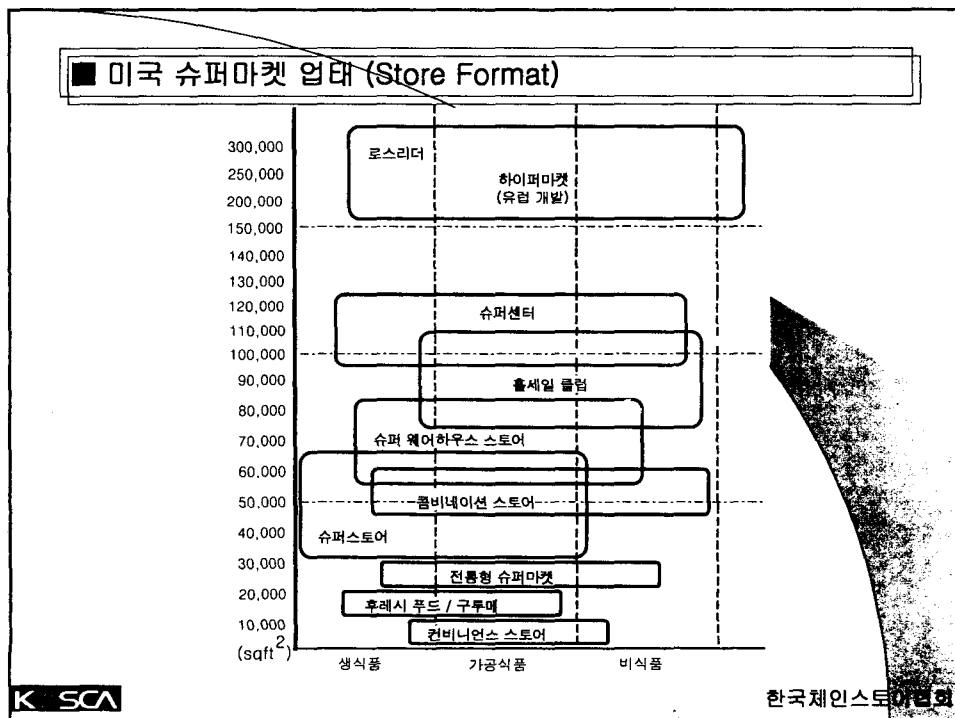 ■ 미국 슈퍼마켓 업태 (Store Format)
300,000
250,000
200,000
150,000
140,000
130,000
120,000
110,000
100,000
90,000
80,000
70,000
60,000
50,000
40,000
30,000
20,000
10,000
(sqft²)
로스리더
하이퍼마켓
(유럽 개발)
슈퍼센터
홀세일 클럽
슈퍼 웨어하우스 스토어
콤비네이션 스토어
슈퍼스토어
전통형 슈퍼마켓
후레시 푸드 / 구루메
컨비니언스 스토어
생식품 가공식품 비식품
KOSCA
한국체인스토아협회